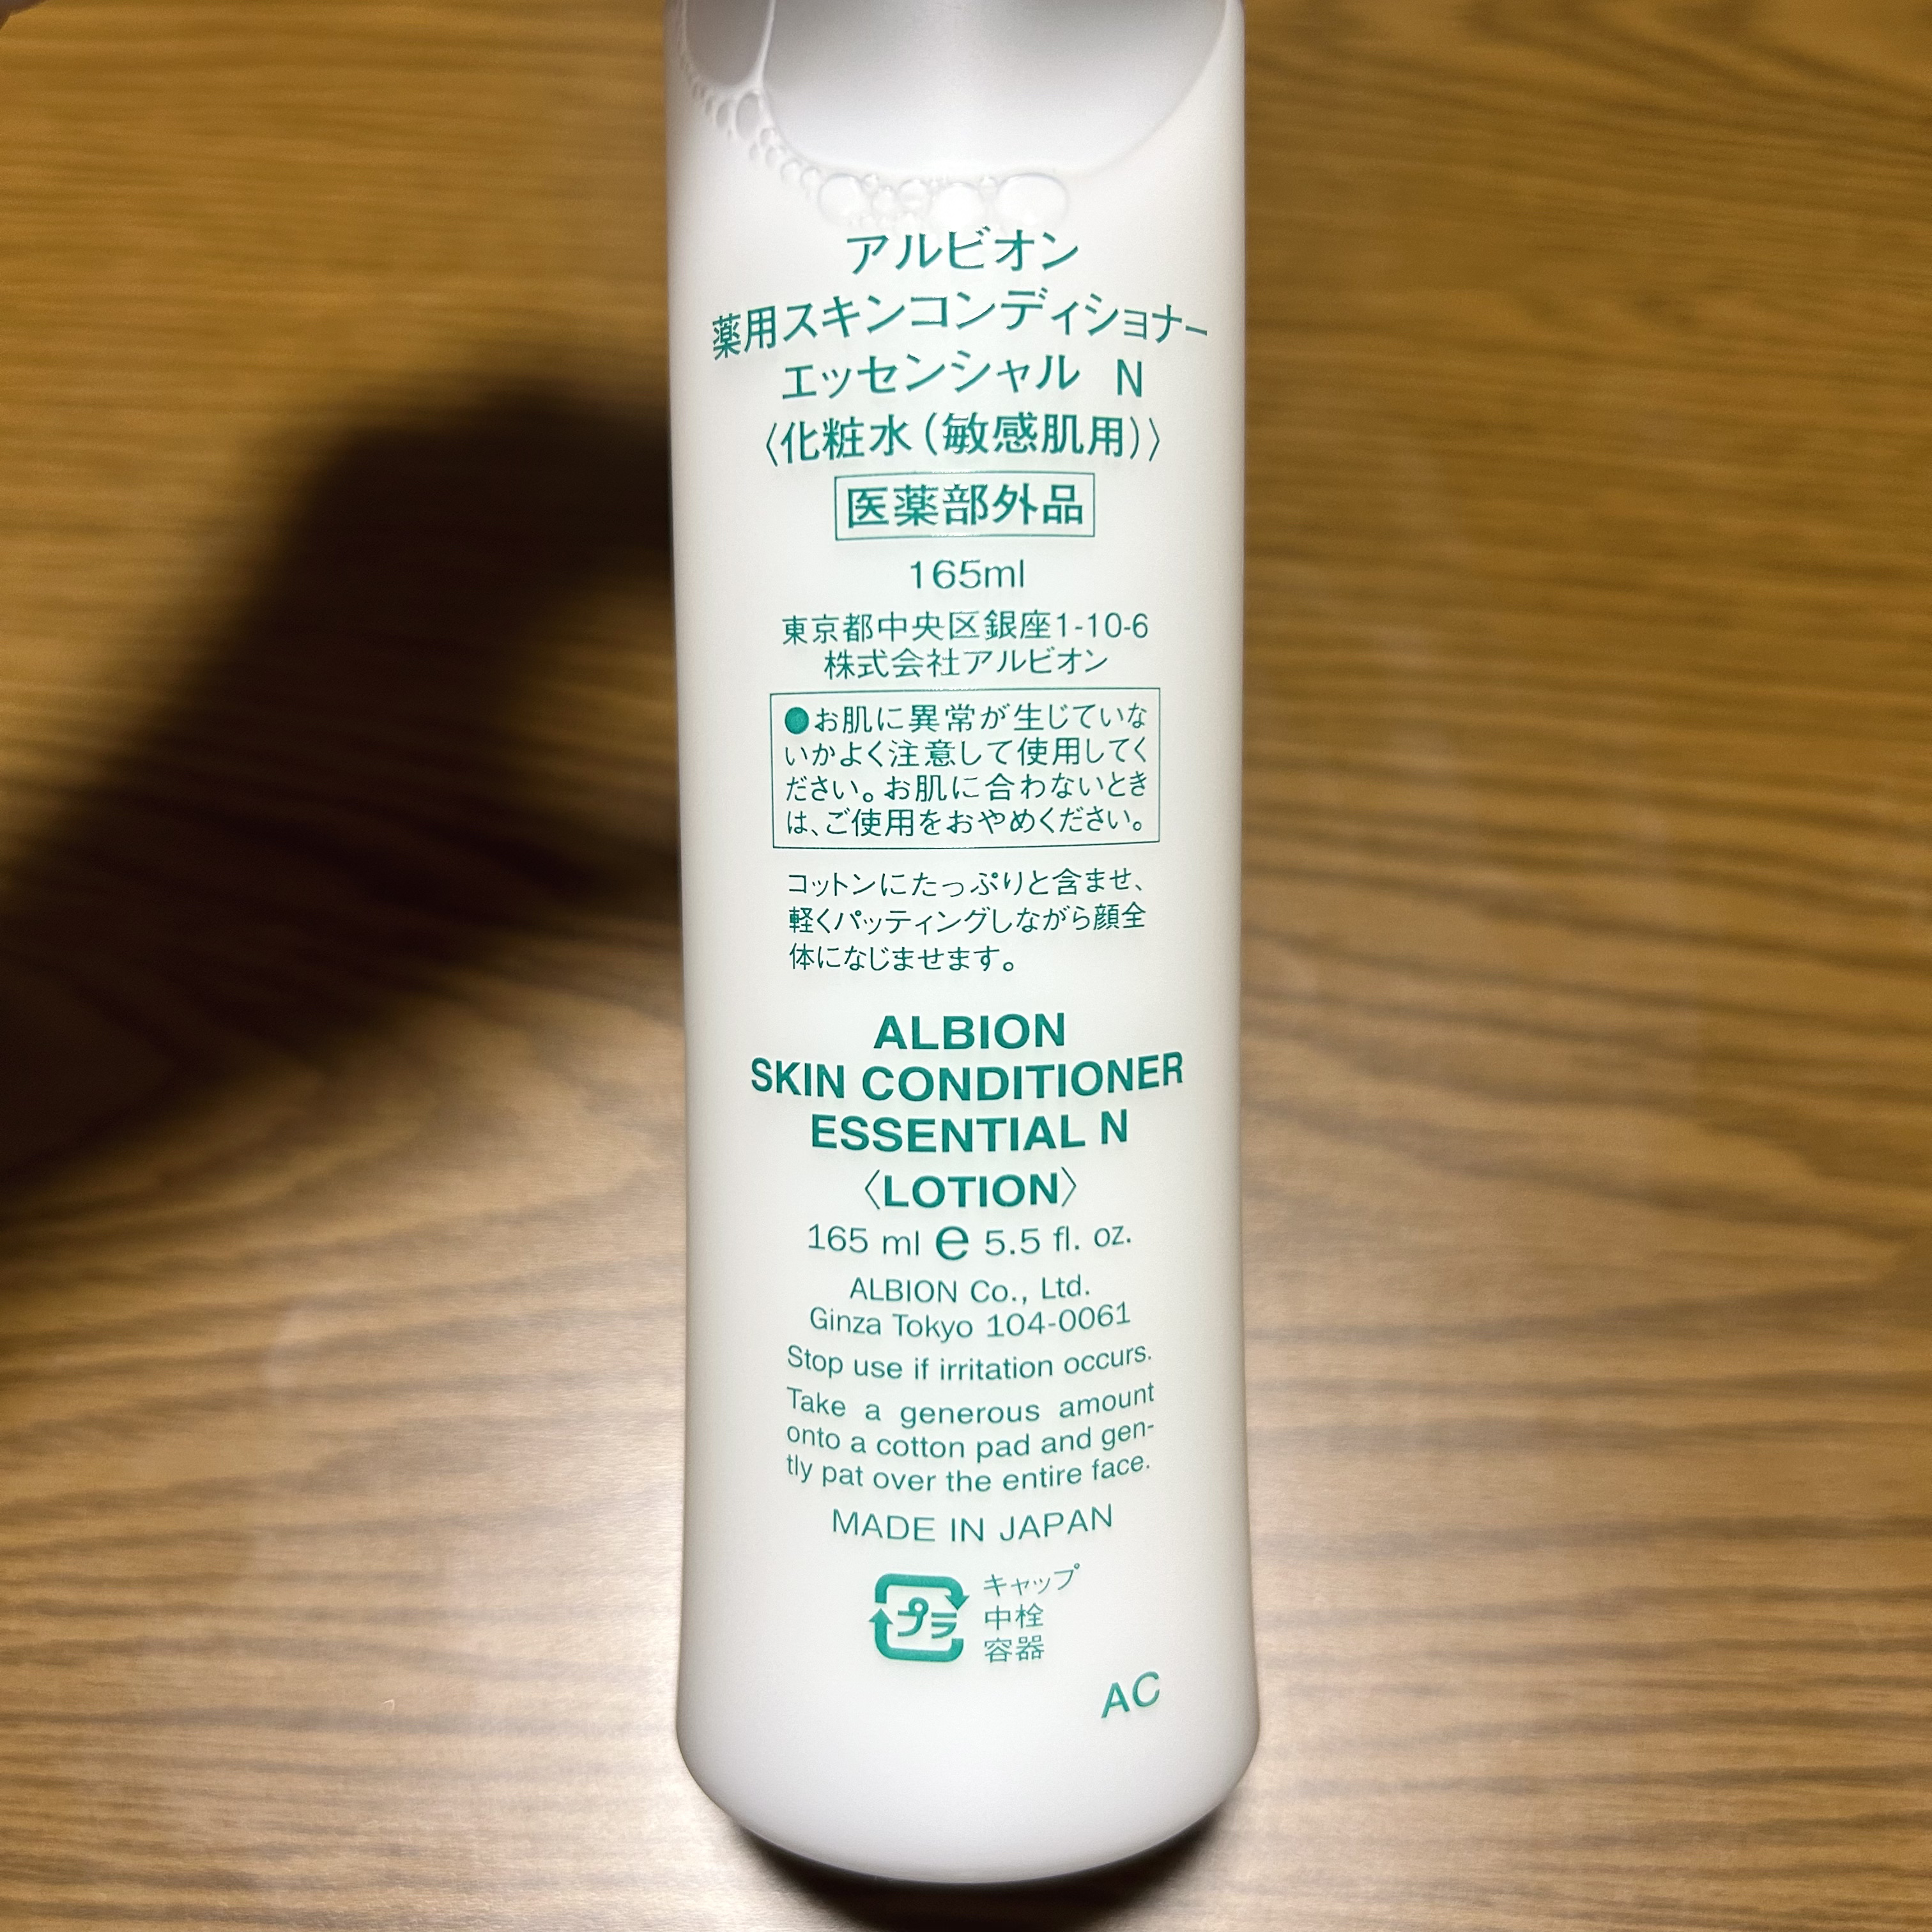 アルビオン
薬用スキンコンディショナー
エッセンシャル N
〈化粧水(敏感肌用)〉
医薬部外品
165ml
東京都中央区銀座1-10-6
株式会社アルビオン
●お肌に異常が生じていな
いかよく注意して使用してく
ださい。お肌に合わないとき
は、ご使用をおやめください。
コットンにたっぷりと含ませ、
軽くパッティングしながら顔全
体になじませます。
ALBION
SKIN CONDITIONER
ESSENTIAL N
〈LOTION〉
165 ml e 5.5 fl. oz.
ALBION Co., Ltd.
Ginza Tokyo 104-0061
Stop use if irritation occurs.
Take a generous amount
onto a cotton pad and gen-
tly pat over the entire face.
MADE IN JAPAN
プラ
キャップ
中栓
容器
AC